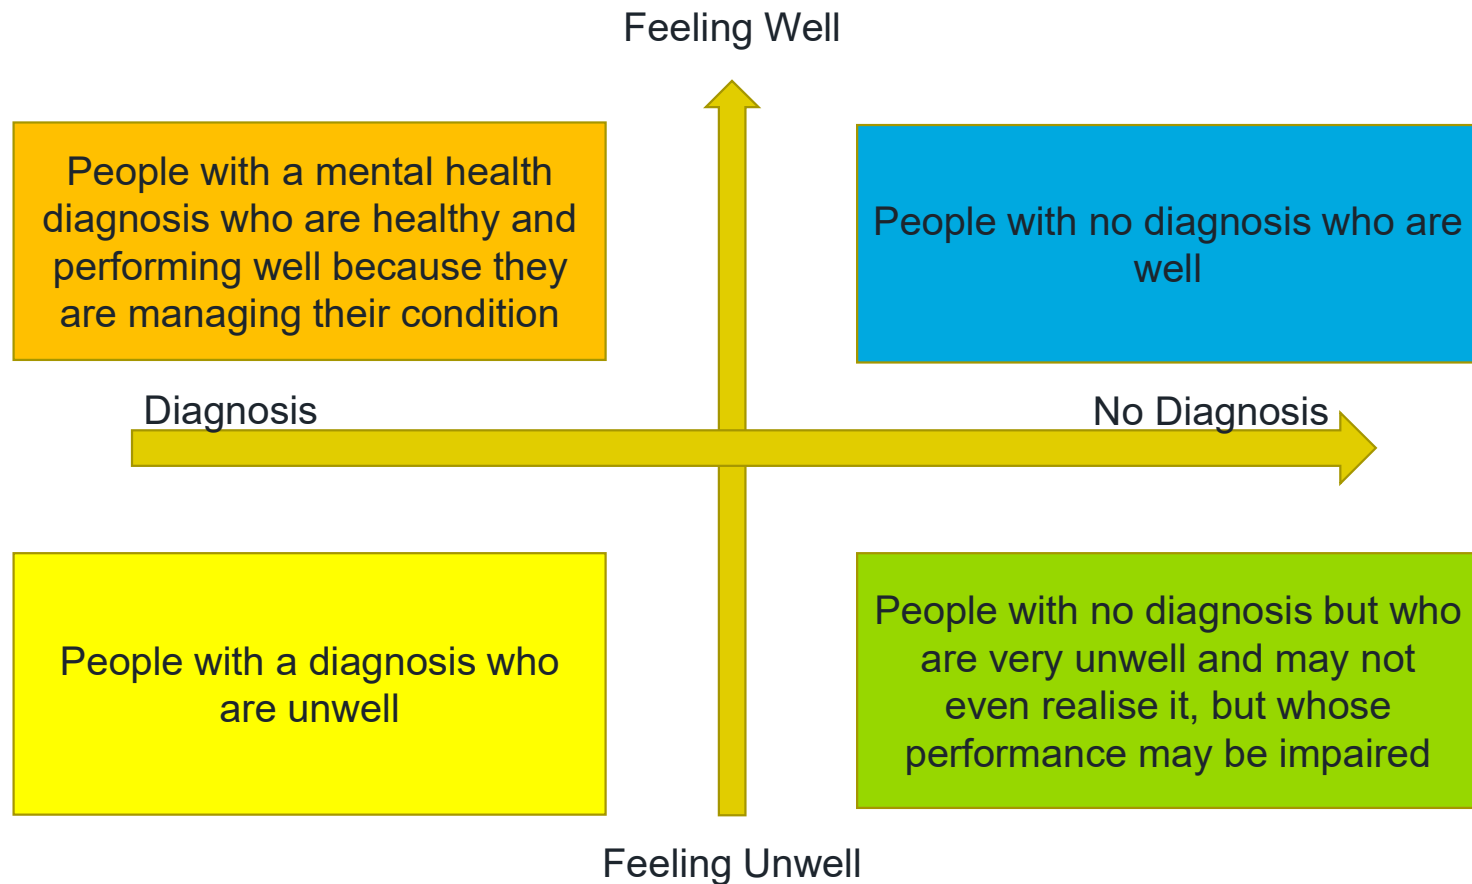 Feeling Well
People with a mental health
diagnosis who are healthy and
performing well because they
are managing their condition
People with no diagnosis who are
well
Diagnosis
No Diagnosis
People with a diagnosis who
are unwell
People with no diagnosis but who
are very unwell and may not
even realise it, but whose
performance may be impaired
Feeling Unwell